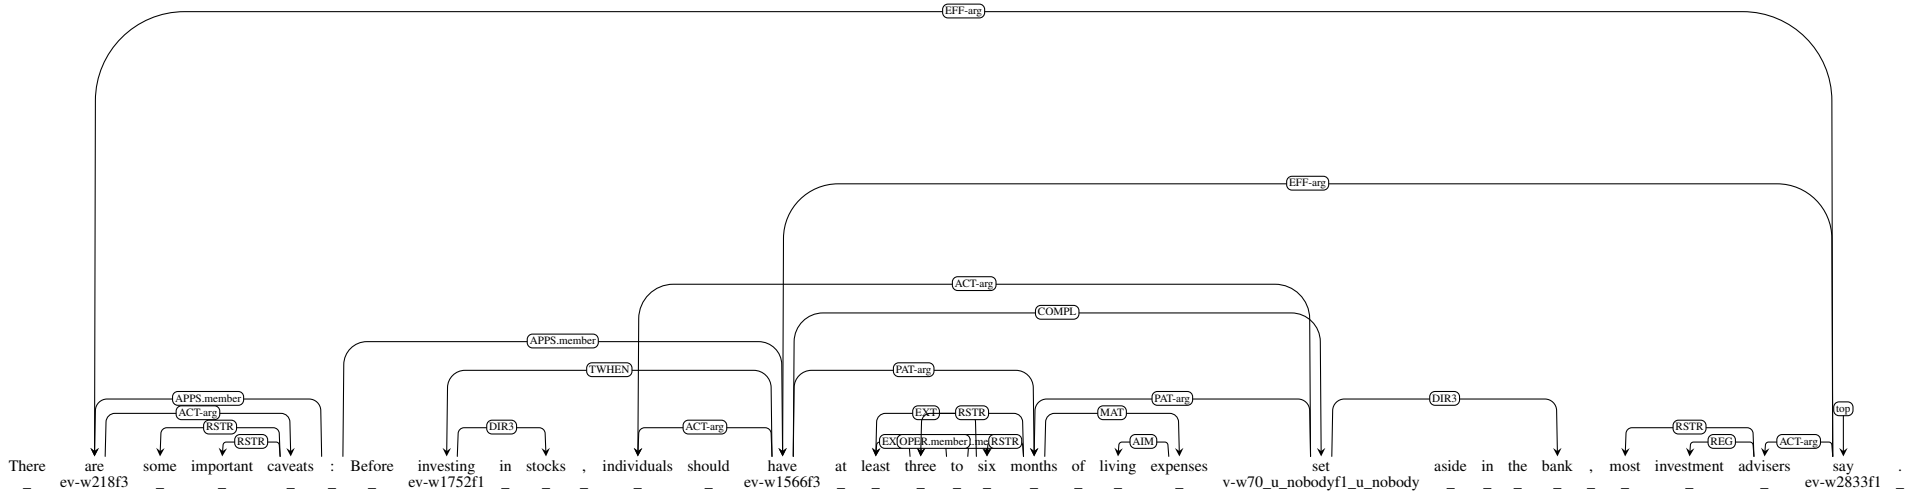 EFF-arg
EFF-arg
ACT-arg
COMPL
APPS.member
TWHEN PAT-arg
APPS.member PAT-arg DIR3 top
ACT-arg EXT RSTR MAT
RSTR DIR3 ACT-arg RSTR
RSTR OPER.member RSTR AIM REG ACT-arg
There are some important caveats : Before investing in stocks , individuals should have at least three to six months of living expenses set aside in the bank , most investment advisers say .
_ ev-w218f3 _ _ _ _ _ ev-w1752f1 _ _ _ _ _ ev-w1566f3 _ _ _ _ _ _ _ _ _ v-w70_u_nobodyf1_u_nobody _ _ _ _ _ _ _ _ ev-w2833f1 _